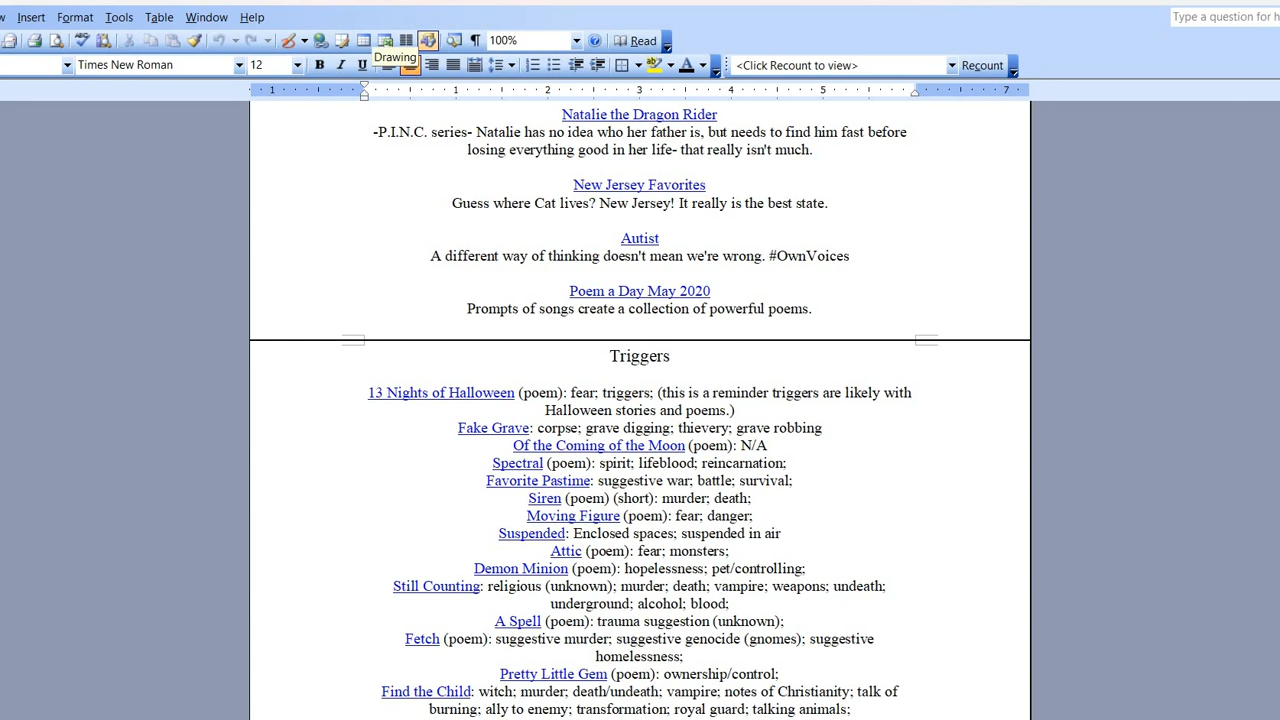 Insert Format Tools Table Window Help
Type a question for h
100% Read
Drawing
Times New Roman 12 B I U A <Click Recount to view> Recount
1 1 2 3 4 5 7
Natalie the Dragon Rider
-P.I.N.C. series- Natalie has no idea who her father is, but needs to find him fast before
losing everything good in her life- that really isn't much.
New Jersey Favorites
Guess where Cat lives? New Jersey! It really is the best state.
Autist
A different way of thinking doesn't mean we're wrong. #OwnVoices
Poem a Day May 2020
Prompts of songs create a collection of powerful poems.
Triggers
13 Nights of Halloween (poem): fear; triggers; (this is a reminder triggers are likely with
Halloween stories and poems.)
Fake Grave: corpse; grave digging; thievery; grave robbing
Of the Coming of the Moon (poem): N/A
Spectral (poem): spirit; lifeblood; reincarnation;
Favorite Pastime: suggestive war; battle; survival;
Siren (poem) (short): murder; death;
Moving Figure (poem): fear; danger;
Suspended: Enclosed spaces; suspended in air
Attic (poem): fear; monsters;
Demon Minion (poem): hopelessness; pet/controlling;
Still Counting: religious (unknown); murder; death; vampire; weapons; undeath;
underground; alcohol; blood;
A Spell (poem): trauma suggestion (unknown);
Fetch (poem): suggestive murder; suggestive genocide (gnomes); suggestive
homelessness;
Pretty Little Gem (poem): ownership/control;
Find the Child: witch; murder; death/undeath; vampire; notes of Christianity; talk of
burning; ally to enemy; transformation; royal guard; talking animals;